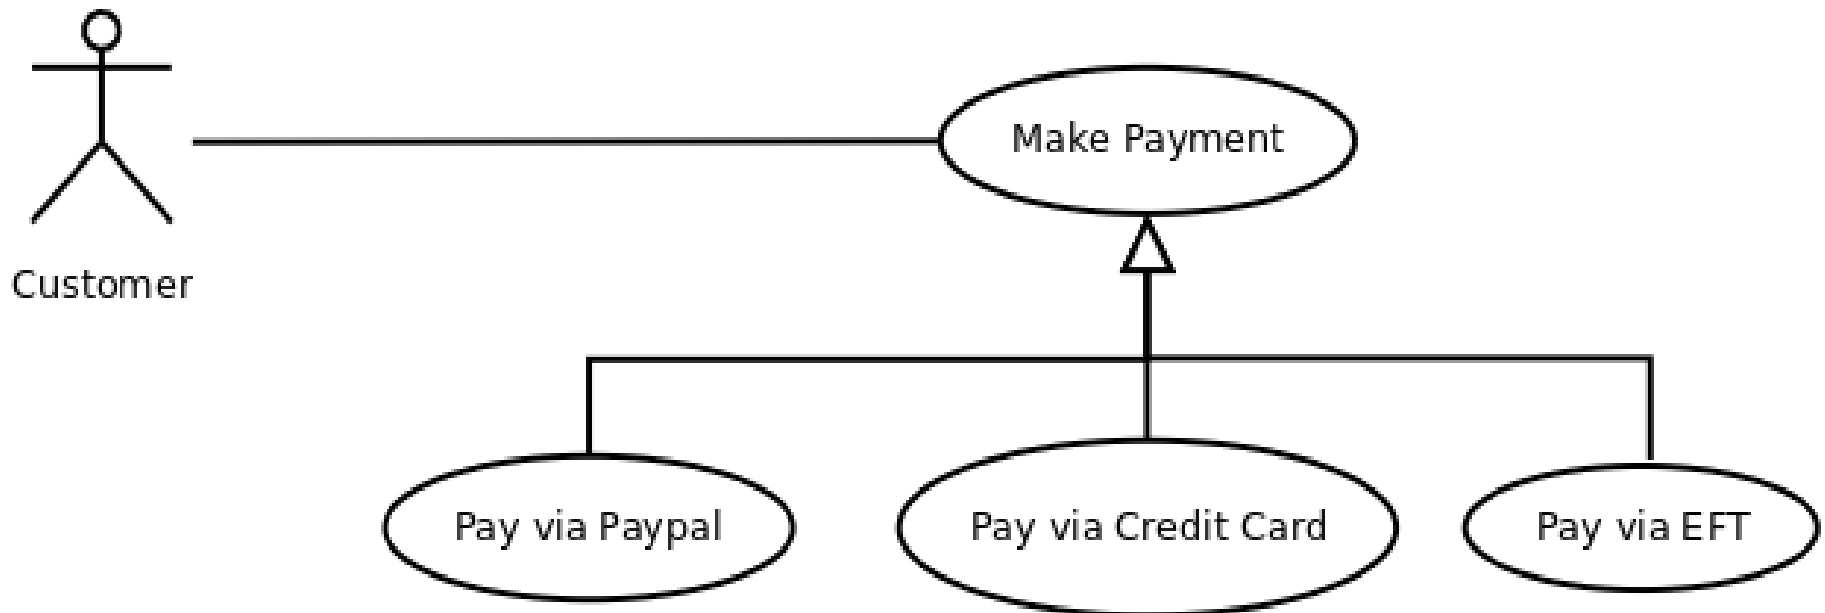 Make Payment
Customer
Pay via Paypal
Pay via Credit Card
Pay via EFT